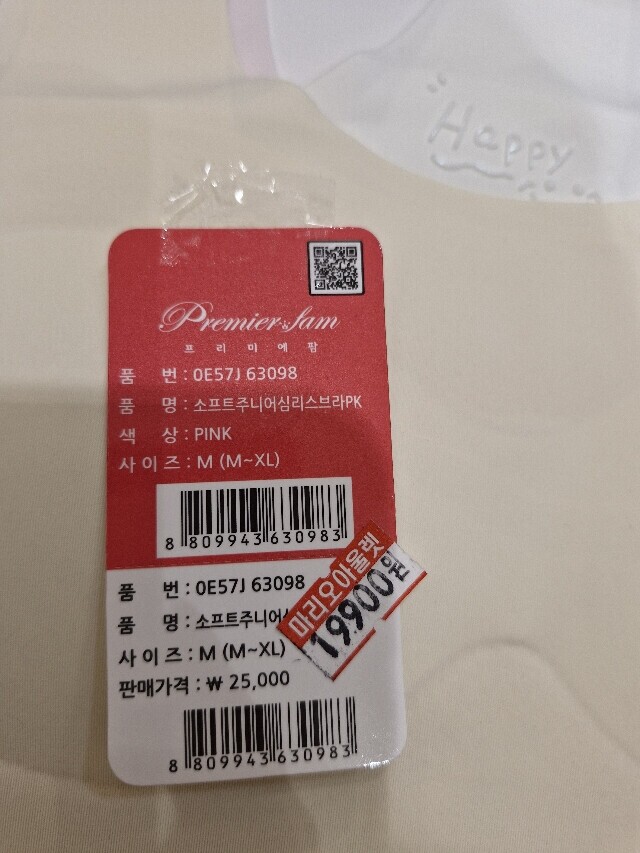 "Happy
Premier fam
프리미에팜
품 번 : 0E57J 63098
품 명 : 소프트주니어심리스브라PK
색 상 : PINK
사이즈 : M (M~XL)
8 809943 630983
품 번 : 0E57J 63098
품 명 : 소프트주니어
사이즈 : M (M~XL)
판매가격 : ₩ 25,000
마리오아울렛
19900원
8 809943 630983